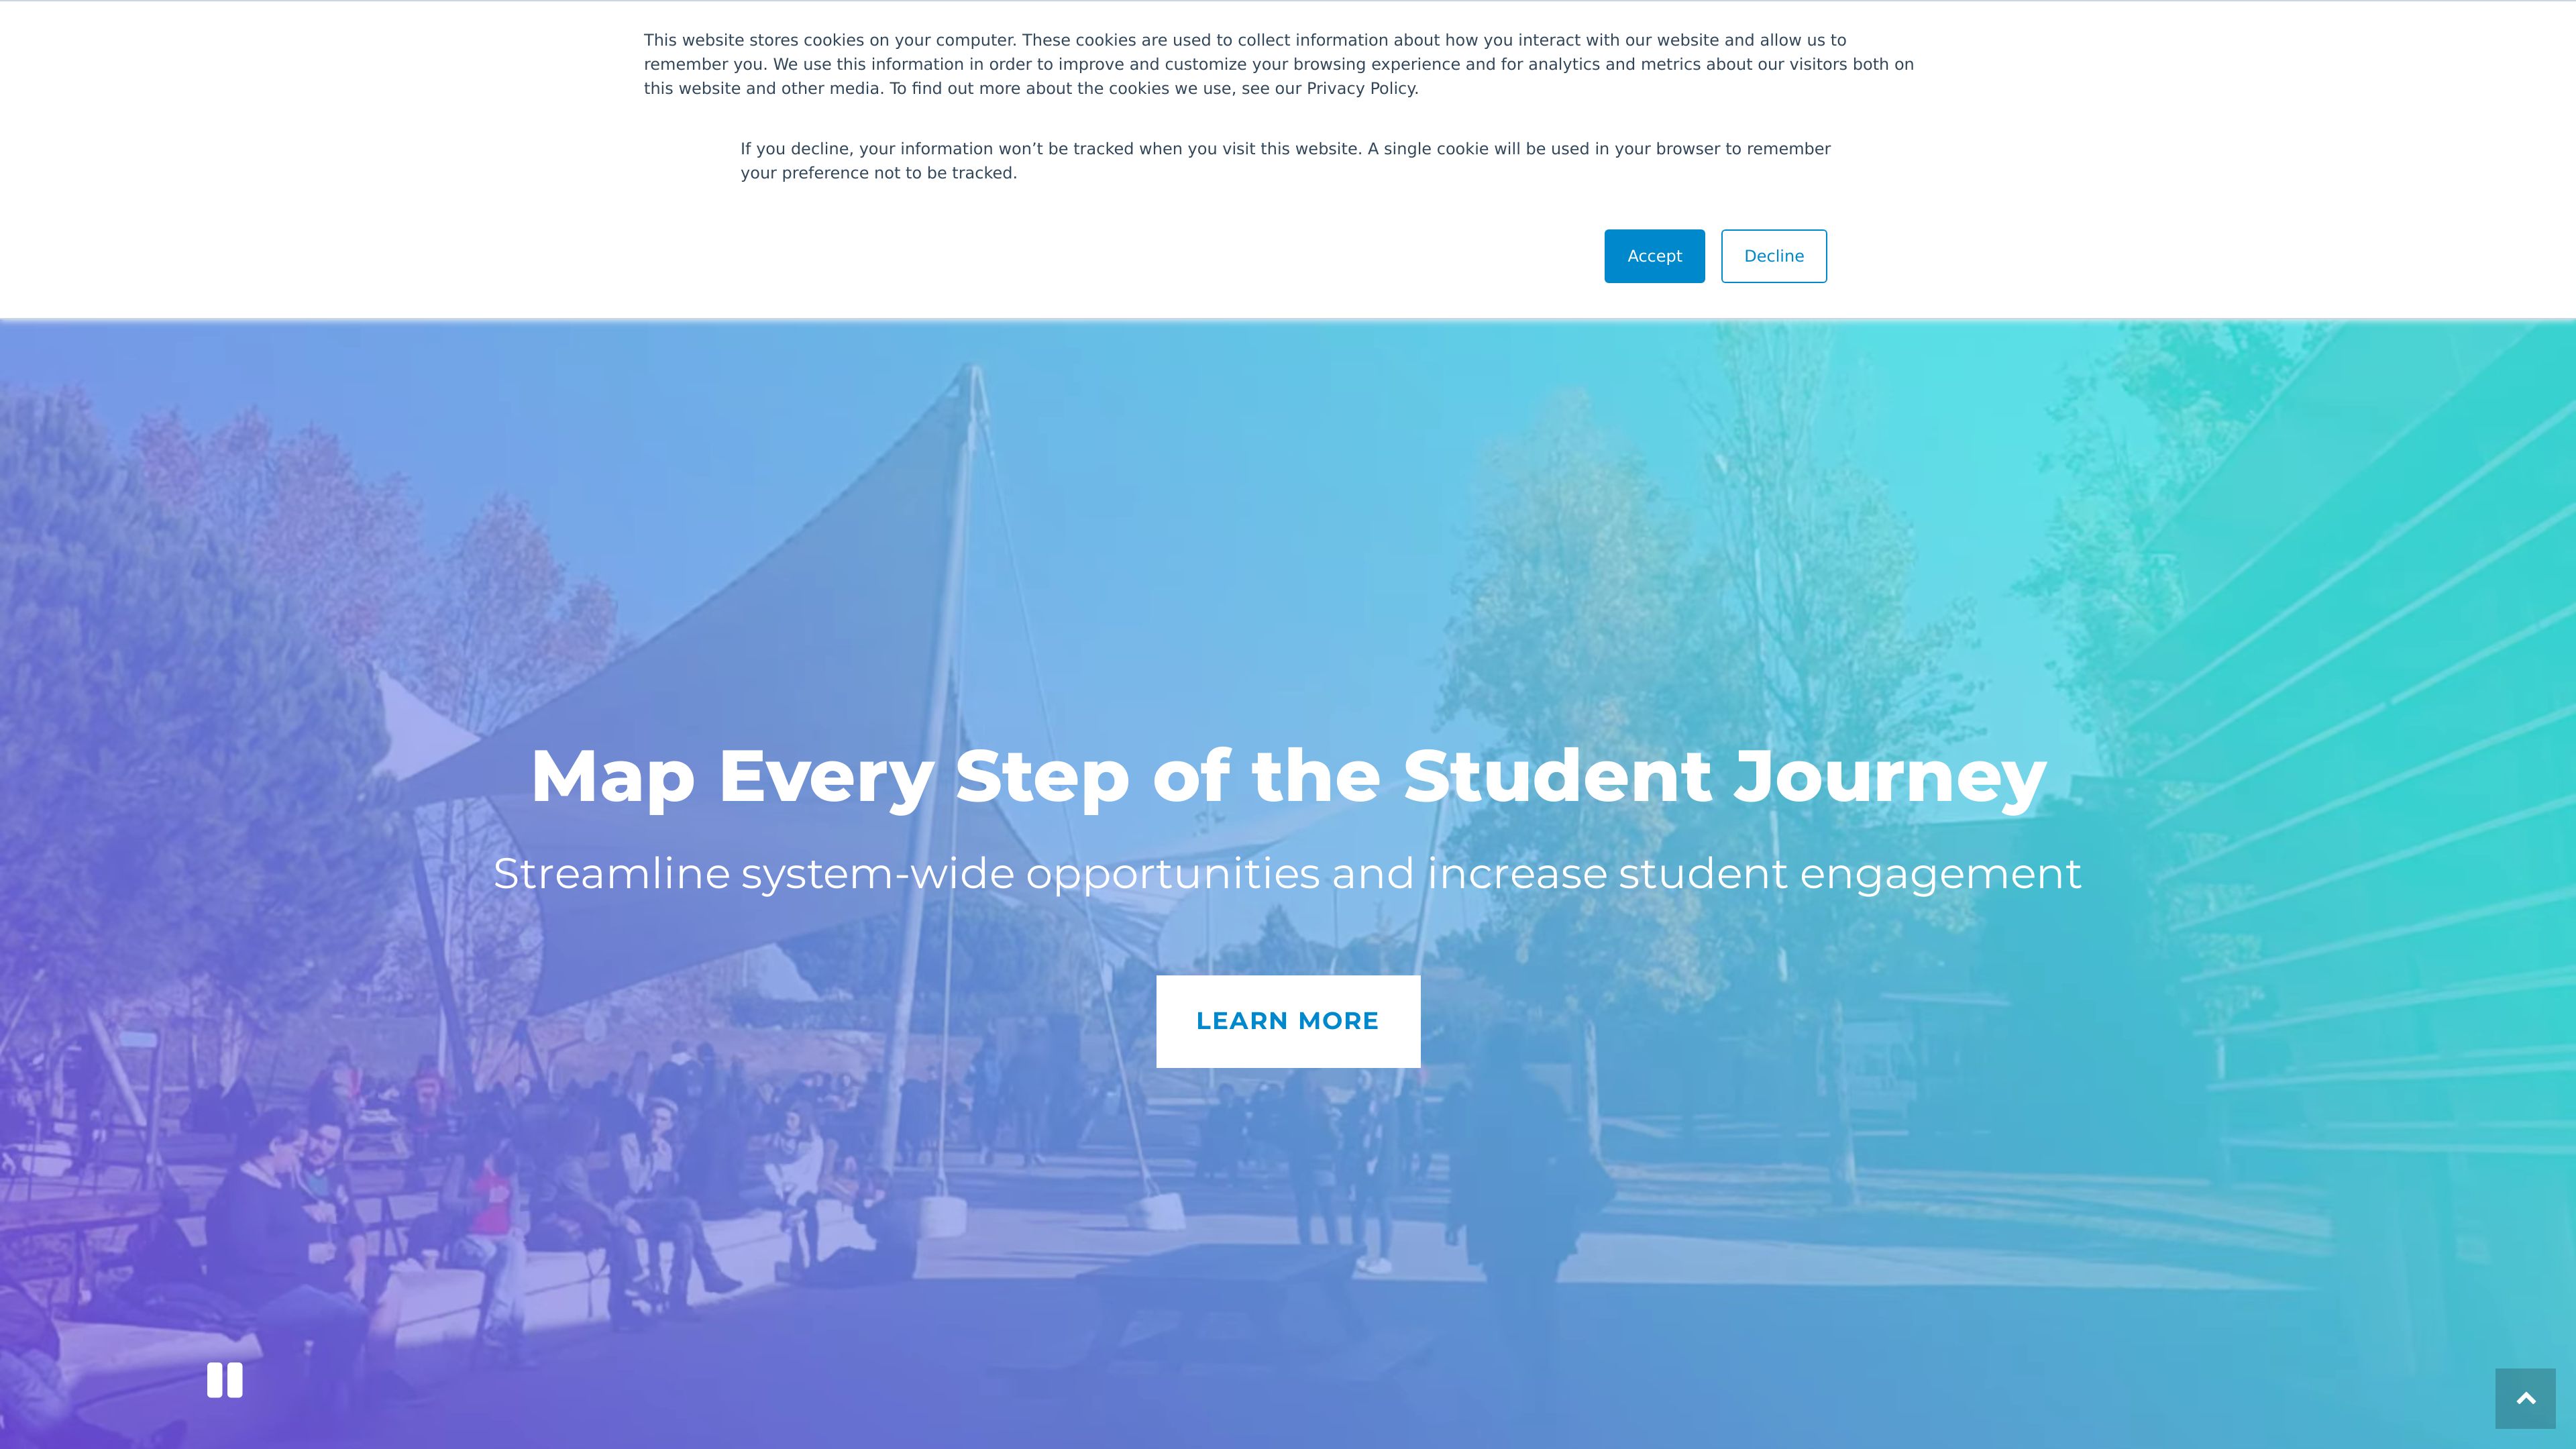 This website stores cookies on your computer. These cookies are used to collect information about how you interact with our website and allow us to
remember you. We use this information in order to improve and customize your browsing experience and for analytics and metrics about our visitors both on
this website and other media. To find out more about the cookies we use, see our Privacy Policy.
If you decline, your information won’t be tracked when you visit this website. A single cookie will be used in your browser to remember
your preference not to be tracked.
Accept Decline
Map Every Step of the Student Journey
Streamline system-wide opportunities and increase student engagement
LEARN MORE